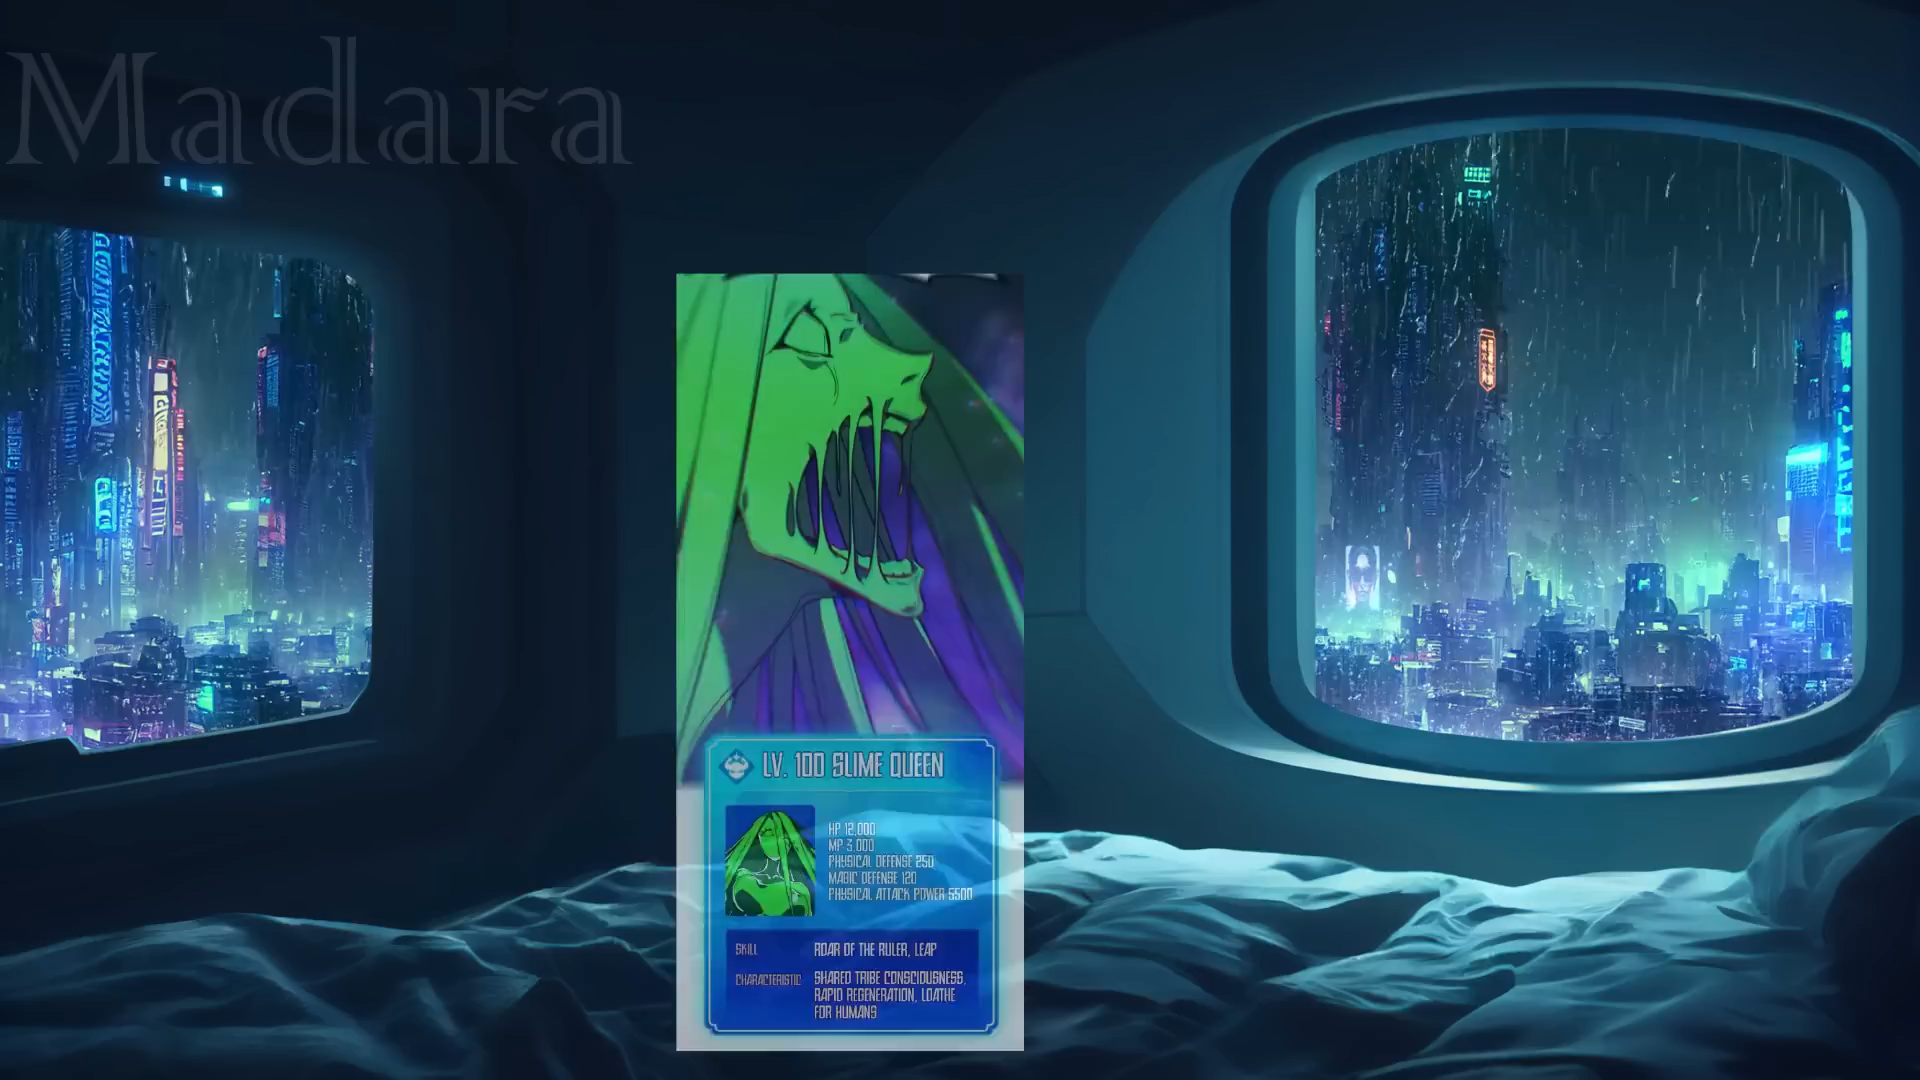 Madara
LV. 100 SLIME QUEEN
HP 12,000
MP 3,000
PHYSICAL DEFENSE 250
MAGIC DEFENSE 120
PHYSICAL ATTACK POWER 5500
SKILL ROAR OF THE RULER, LEAP
CHARACTERISTIC SHARED TRIBE CONSCIOUSNESS,
RAPID REGENERATION, LOATHE
FOR HUMANS